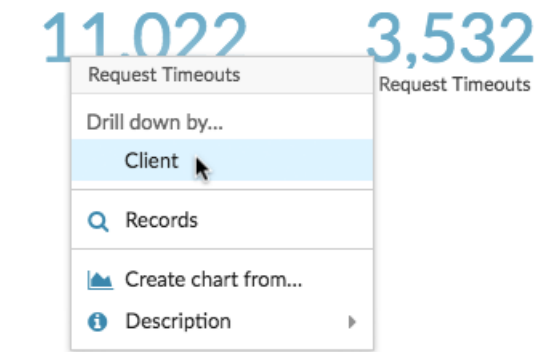 11,022
3,532
Request Timeouts
Request Timeouts
Drill down by...
Client
Records
Create chart from...
Description